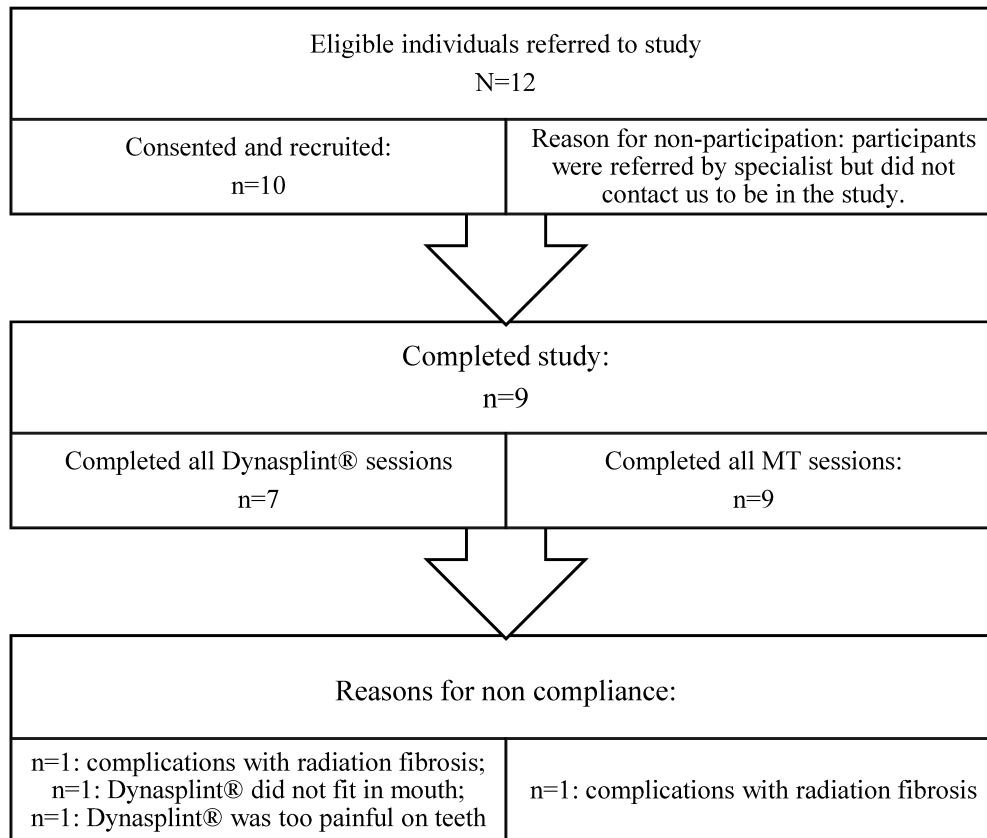 Eligible individuals referred to study
N=12
Consented and recruited:
n=10
Reason for non-participation: participants
were referred by specialist but did not
contact us to be in the study.
Completed study:
n=9
Completed all Dynasplint® sessions
n=7
Completed all MT sessions:
n=9
Reasons for non compliance:
n=1: complications with radiation fibrosis;
n=1: Dynasplint® did not fit in mouth;
n=1: Dynasplint® was too painful on teeth
n=1: complications with radiation fibrosis